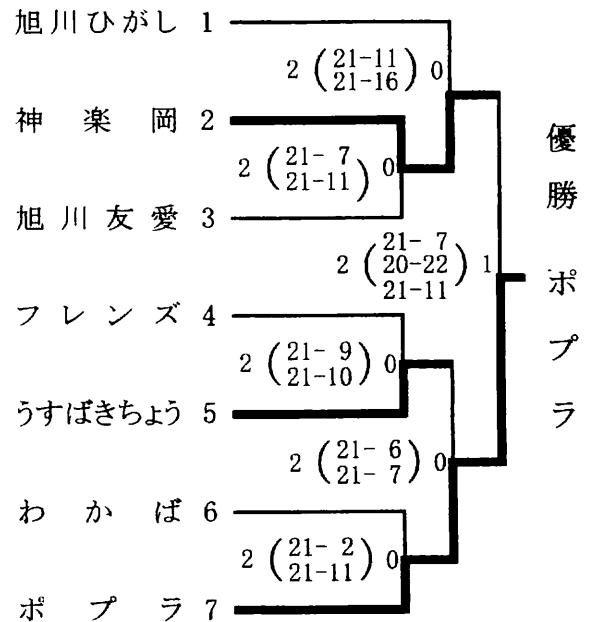 旭川ひがし 1
2 (21-11 21-16) 0
神楽岡 2
2 (21- 7 21-11) 0
旭川友愛 3
2 (21- 7 20-22 21-11) 1
フレンズ 4
2 (21- 9 21-10) 0
うすばきちょう 5
2 (21- 6 21- 7) 0
わかば 6
2 (21- 2 21-11) 0
ポプラ 7
優勝 ポプラ